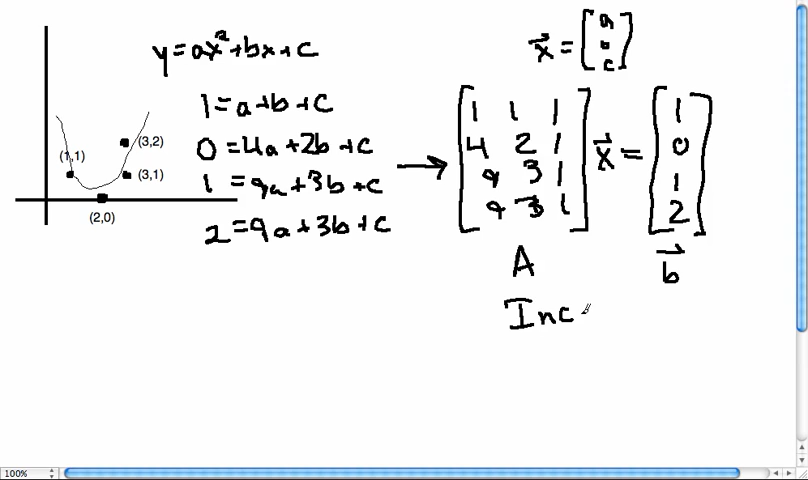 y=ax²+bx+c
1=a+b+c
0=4a+2b+c
1=9a+3b+c
2=9a+3b+c
(1,1)
(3,2)
(3,1)
(2,0)
x⃗ = [a b c]
[1 1 1
4 2 1
9 3 1
9 3 1] x⃗ = [1 0 1 2]
A
b⃗
Inc
100%